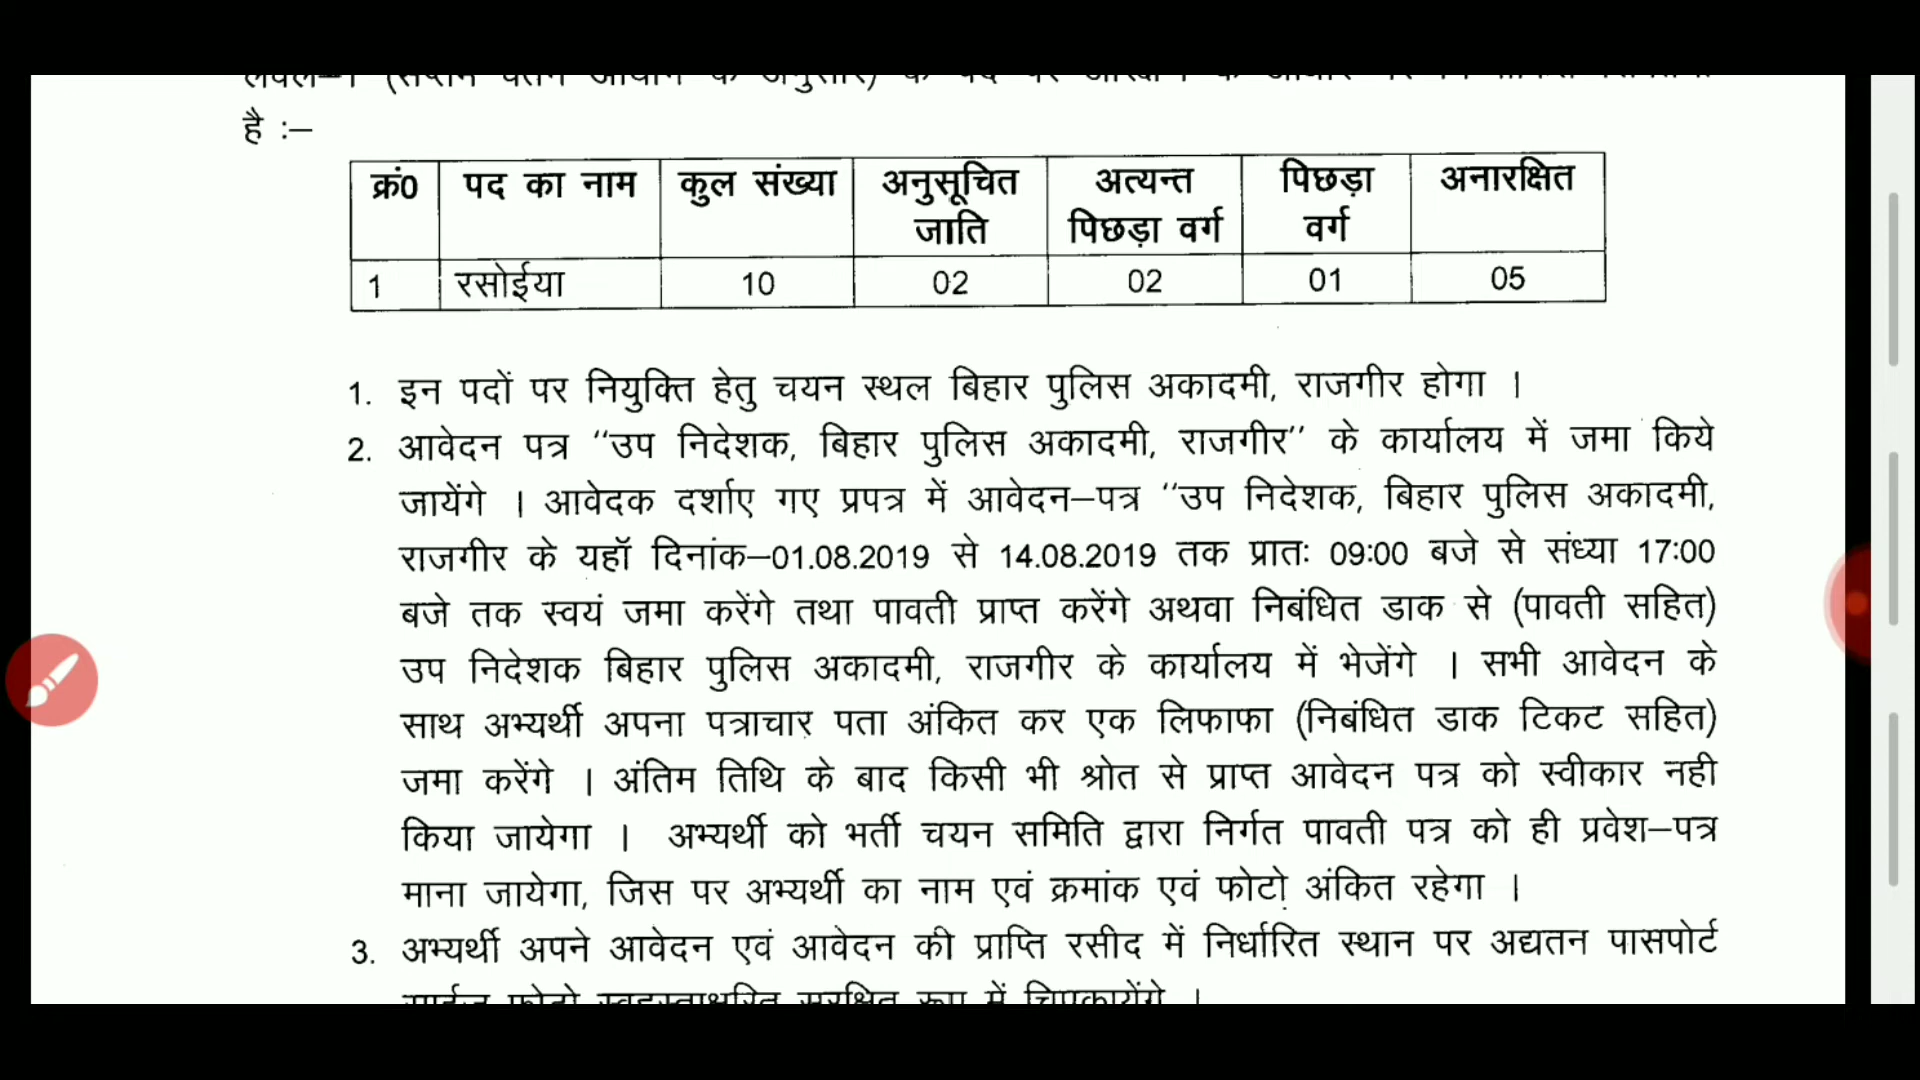 है :–
क्रं0 पद का नाम कुल संख्या अनुसूचित जाति अत्यन्त पिछड़ा वर्ग पिछड़ा वर्ग अनारक्षित
1 रसोईया 10 02 02 01 05
1. इन पदों पर नियुक्ति हेतु चयन स्थल बिहार पुलिस अकादमी, राजगीर होगा ।
2. आवेदन पत्र ‘‘उप निदेशक, बिहार पुलिस अकादमी, राजगीर’’ के कार्यालय में जमा किये
जायेंगे । आवेदक दर्शाए गए प्रपत्र में आवेदन–पत्र ‘‘उप निदेशक, बिहार पुलिस अकादमी,
राजगीर के यहॉ दिनांक–01.08.2019 से 14.08.2019 तक प्रातः 09:00 बजे से संध्या 17:00
बजे तक स्वयं जमा करेंगे तथा पावती प्राप्त करेंगे अथवा निबंधित डाक से (पावती सहित)
उप निदेशक बिहार पुलिस अकादमी, राजगीर के कार्यालय में भेजेंगे । सभी आवेदन के
साथ अभ्यर्थी अपना पत्राचार पता अंकित कर एक लिफाफा (निबंधित डाक टिकट सहित)
जमा करेंगे । अंतिम तिथि के बाद किसी भी श्रोत से प्राप्त आवेदन पत्र को स्वीकार नही
किया जायेगा । अभ्यर्थी को भर्ती चयन समिति द्वारा निर्गत पावती पत्र को ही प्रवेश–पत्र
माना जायेगा, जिस पर अभ्यर्थी का नाम एवं क्रमांक एवं फोटो अंकित रहेगा ।
3. अभ्यर्थी अपने आवेदन एवं आवेदन की प्राप्ति रसीद में निर्धारित स्थान पर अद्यतन पासपोर्ट
साईज फोटो स्वहस्ताक्षरित सुरक्षित रूप में चिपकायेंगे ।